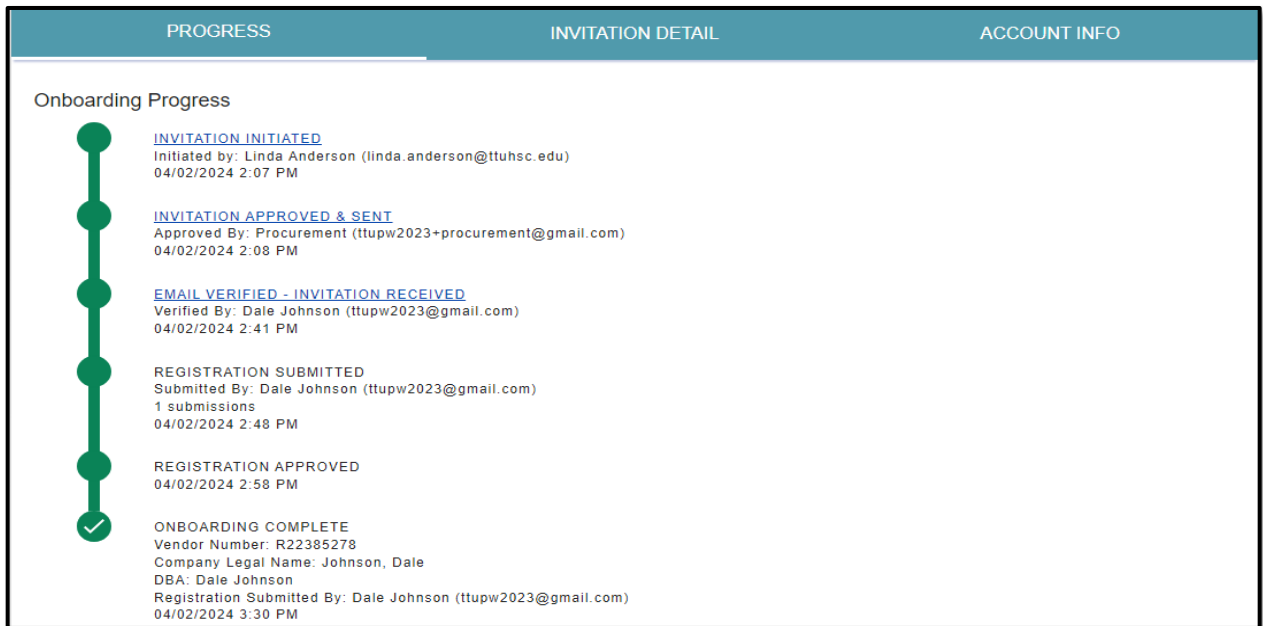 PROGRESS
INVITATION DETAIL
ACCOUNT INFO
Onboarding Progress
INVITATION INITIATED
Initiated by: Linda Anderson (linda.anderson@ttuhsc.edu)
04/02/2024 2:07 PM
INVITATION APPROVED & SENT
Approved By: Procurement (ttupw2023+procurement@gmail.com)
04/02/2024 2:08 PM
EMAIL VERIFIED - INVITATION RECEIVED
Verified By: Dale Johnson (ttupw2023@gmail.com)
04/02/2024 2:41 PM
REGISTRATION SUBMITTED
Submitted By: Dale Johnson (ttupw2023@gmail.com)
1 submissions
04/02/2024 2:48 PM
REGISTRATION APPROVED
04/02/2024 2:58 PM
ONBOARDING COMPLETE
Vendor Number: R22385278
Company Legal Name: Johnson, Dale
DBA: Dale Johnson
Registration Submitted By: Dale Johnson (ttupw2023@gmail.com)
04/02/2024 3:30 PM